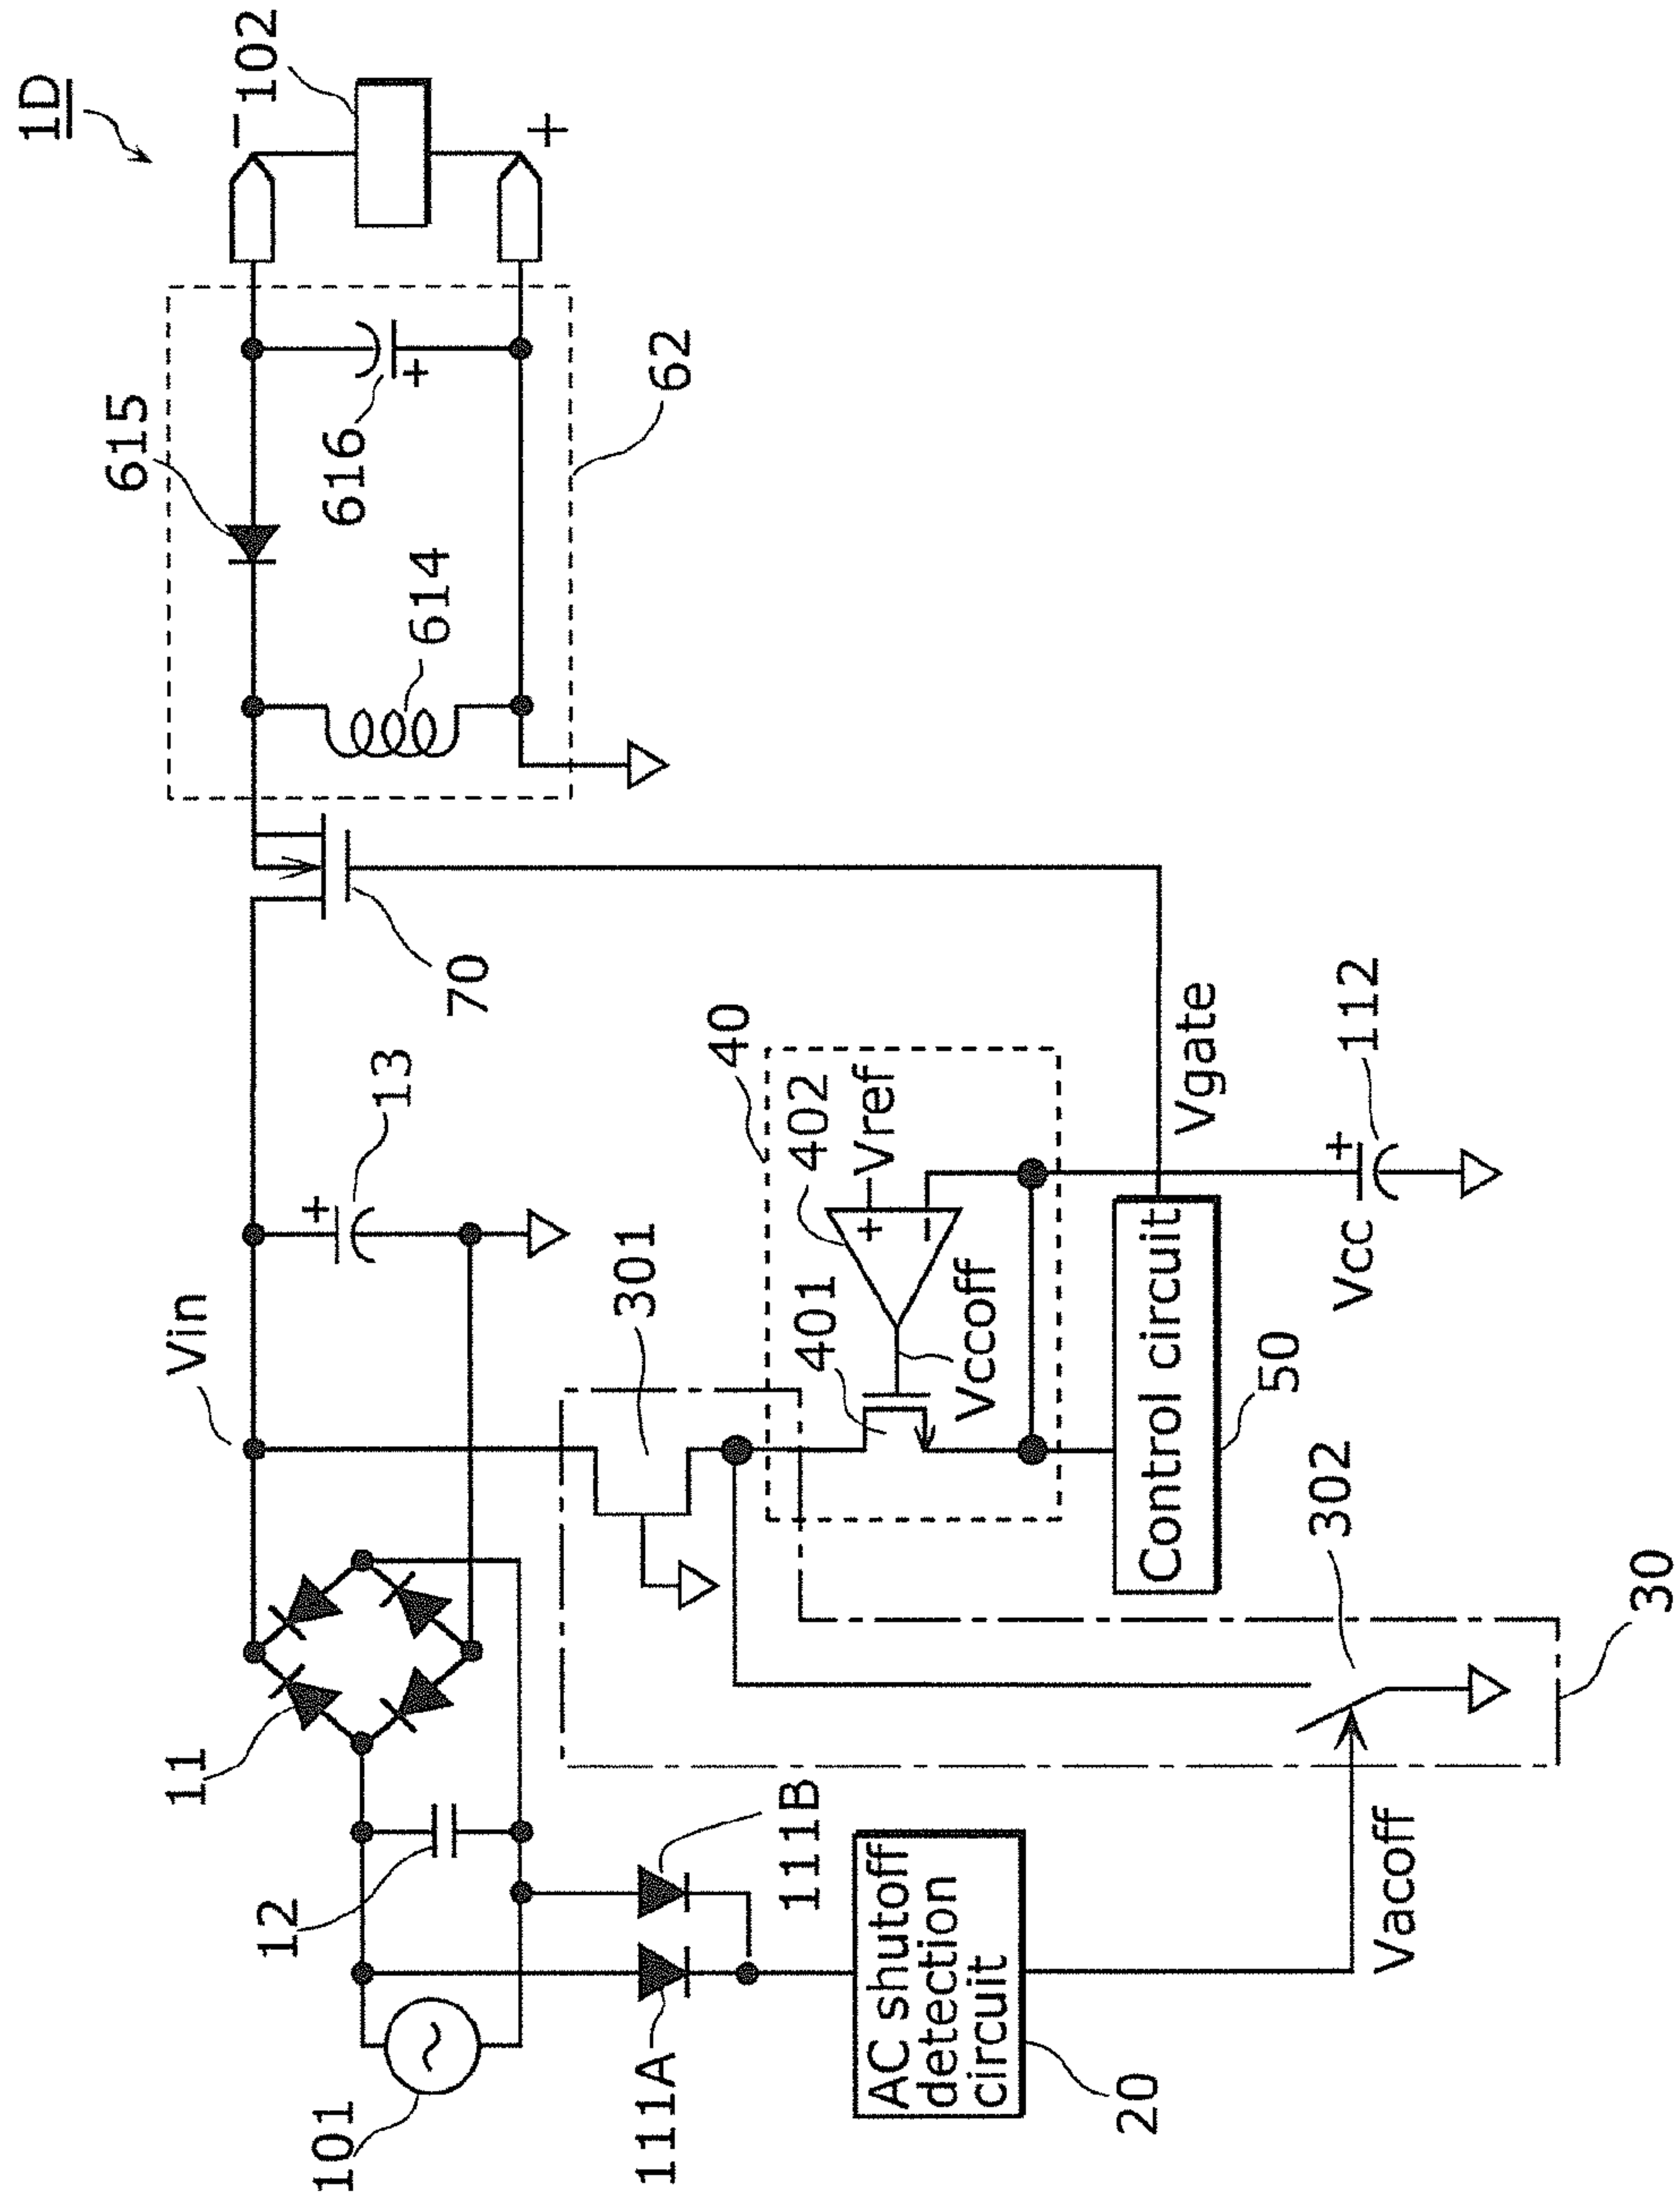 1D
101
12
11
Vin
13
70
615
614
616
62
−
102
+
111A
111B
301
40
402
401
+
−
Vref
Vccoff
AC shutoff
detection
circuit
20
Vacoff
302
30
Control circuit
50
Vgate
Vcc
+
112
+
+